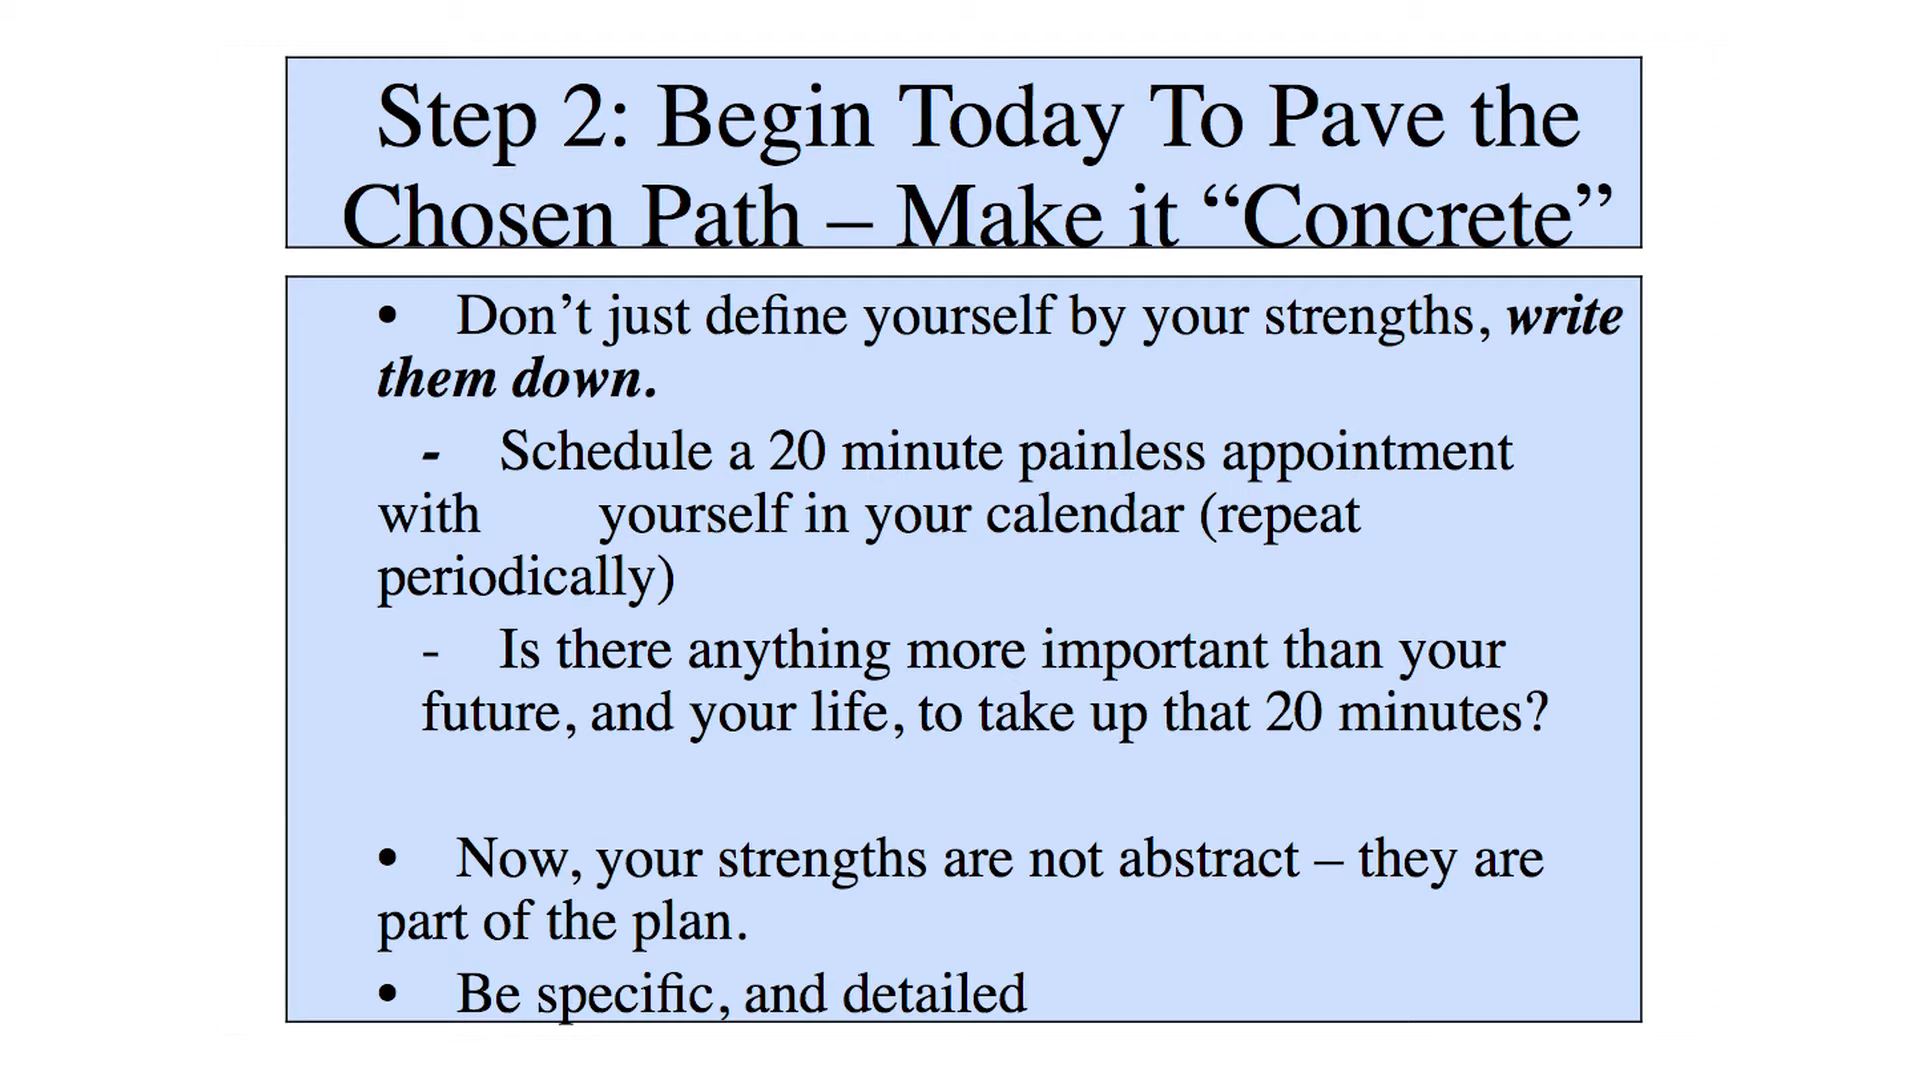 Step 2: Begin Today To Pave the
Chosen Path – Make it “Concrete”
• Don’t just define yourself by your strengths, write
them down.
- Schedule a 20 minute painless appointment
with yourself in your calendar (repeat
periodically)
- Is there anything more important than your
future, and your life, to take up that 20 minutes?
• Now, your strengths are not abstract – they are
part of the plan.
• Be specific, and detailed